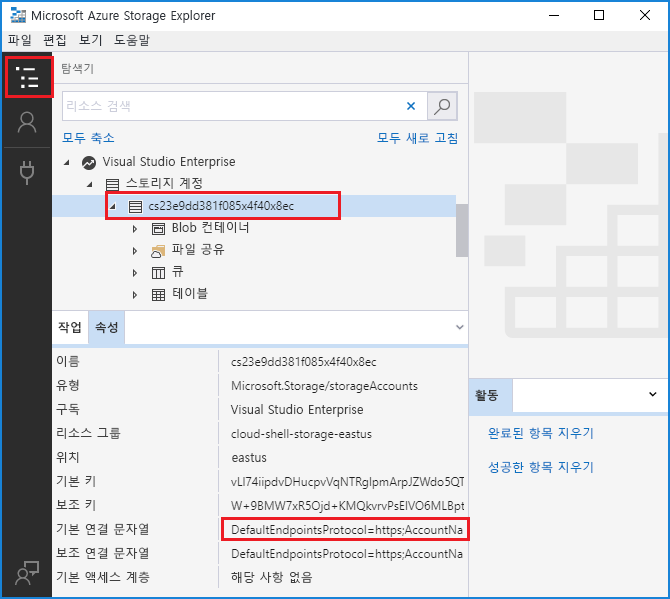 Microsoft Azure Storage Explorer
파일 편집 보기 도움말
탐색기
리소스 검색
모두 축소 모두 새로 고침
Visual Studio Enterprise
스토리지 계정
cs23e9dd381f085x4f40x8ec
Blob 컨테이너
파일 공유
큐
테이블
작업 속성
이름 cs23e9dd381f085x4f40x8ec
유형 Microsoft.Storage/storageAccounts
구독 Visual Studio Enterprise
리소스 그룹 cloud-shell-storage-eastus
위치 eastus
기본 키
보조 키
기본 연결 문자열 DefaultEndpointsProtocol=https;AccountNa
보조 연결 문자열 DefaultEndpointsProtocol=https;AccountNa
기본 액세스 계층 해당 사항 없음
활동
완료된 항목 지우기
성공한 항목 지우기